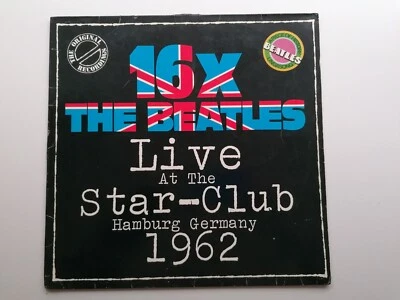 THE ORIGINAL RECORDINGS
BEATLES
16x
THE BEATLES
Live
At The
Star-Club
Hamburg Germany
1962